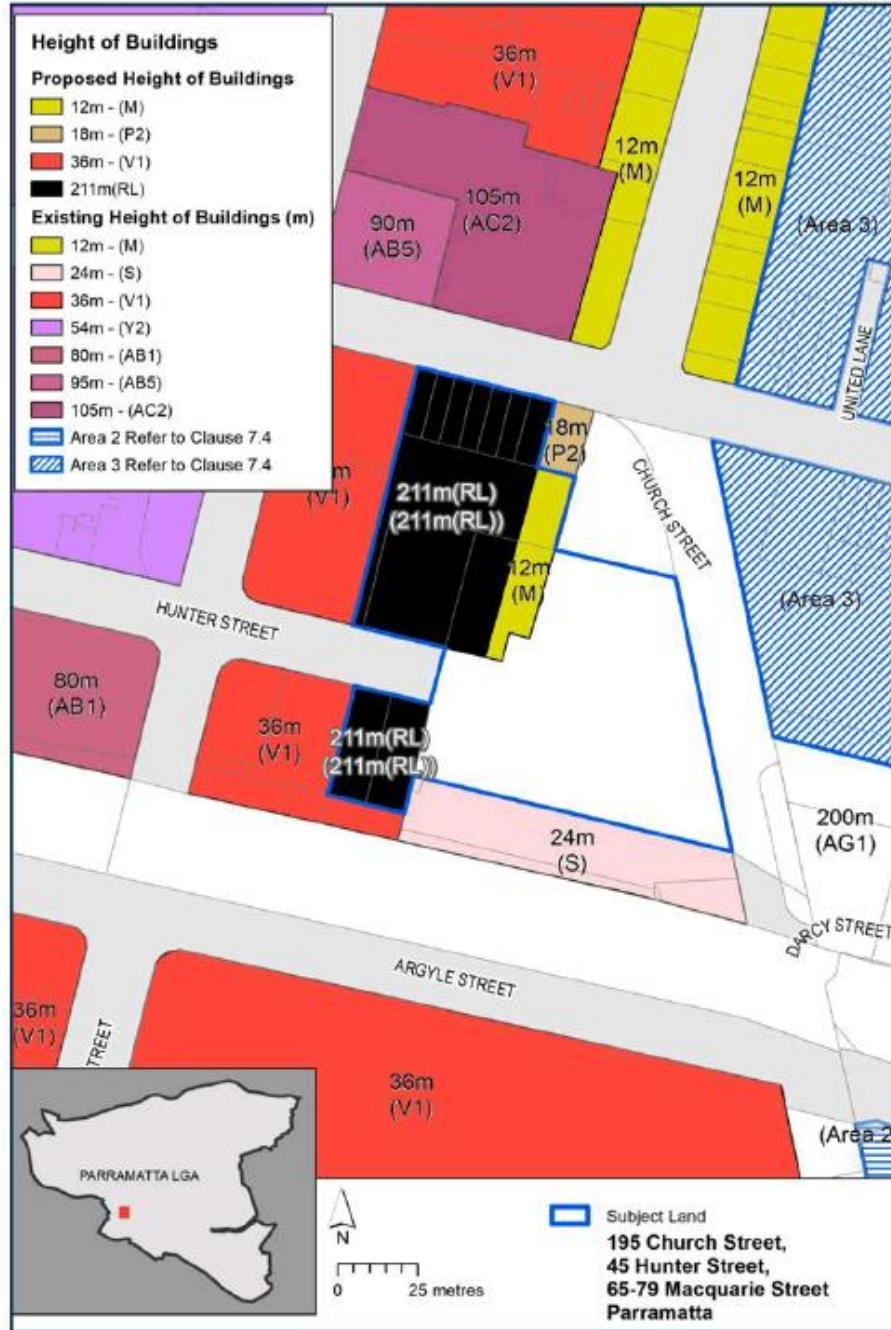 Height of Buildings
Proposed Height of Buildings
12m - (M)
18m - (P2)
36m - (V1)
211m(RL)
Existing Height of Buildings (m)
12m - (M)
24m - (S)
36m - (V1)
54m - (Y2)
80m - (AB1)
95m - (AB5)
105m - (AC2)
Area 2 Refer to Clause 7.4
Area 3 Refer to Clause 7.4
36m
(V1)
12m
(M)
12m
(M)
(Area 3)
105m
(AC2)
90m
(AB5)
UNITED LANE
18m
(P2)
CHURCH STREET
(V1)
211m(RL)
(211m(RL))
12m
(M)
(Area 3)
HUNTER STREET
80m
(AB1)
36m
(V1)
211m(RL)
(211m(RL))
24m
(S)
200m
(AG1)
DARCY STREET
ARGYLE STREET
36m
(V1)
TREET
36m
(V1)
(Area 2
PARRAMATTA LGA
N
0 25 metres
Subject Land
195 Church Street,
45 Hunter Street,
65-79 Macquarie Street
Parramatta